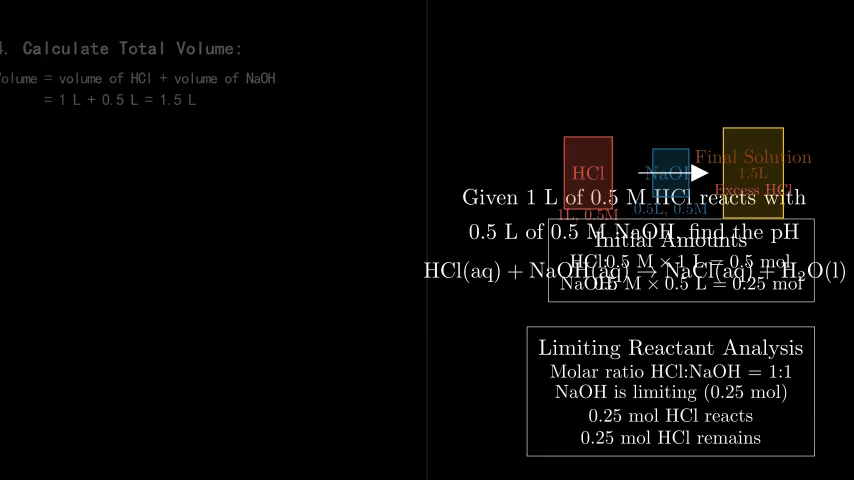 4. Calculate Total Volume:
Volume = volume of HCl + volume of NaOH
= 1 L + 0.5 L = 1.5 L
Final Solution
HCl
NaOH
1.5L
Excess HCl
Given 1 L of 0.5 M HCl reacts with
1L, 0.5M
0.5L, 0.5M
0.5 L of 0.5 M NaOH, find the pH
Initial Amounts
HCl: 0.5 M × 1 L = 0.5 mol
HCl(aq) + NaOH(aq) → NaCl(aq) + H₂O(l)
NaOH: 0.5 M × 0.5 L = 0.25 mol
Limiting Reactant Analysis
Molar ratio HCl:NaOH = 1:1
NaOH is limiting (0.25 mol)
0.25 mol HCl reacts
0.25 mol HCl remains